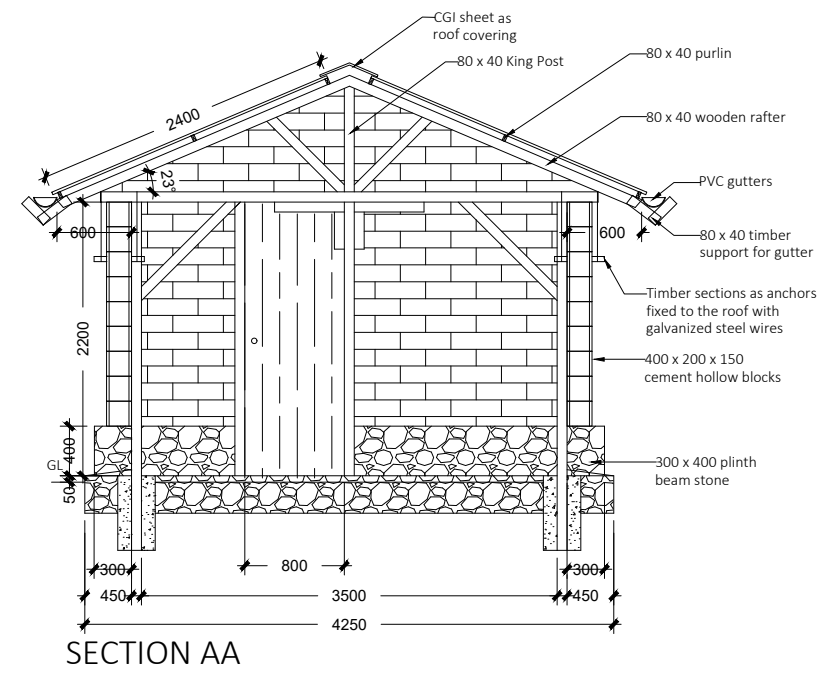 CGI sheet as
roof covering
80 x 40 King Post
80 x 40 purlin
2400
80 x 40 wooden rafter
23°
PVC gutters
600
600
80 x 40 timber
support for gutter
Timber sections as anchors
fixed to the roof with
galvanized steel wires
2200
400 x 200 x 150
cement hollow blocks
400
GL
300 x 400 plinth
beam stone
50
300
800
300
450
3500
450
4250
SECTION AA